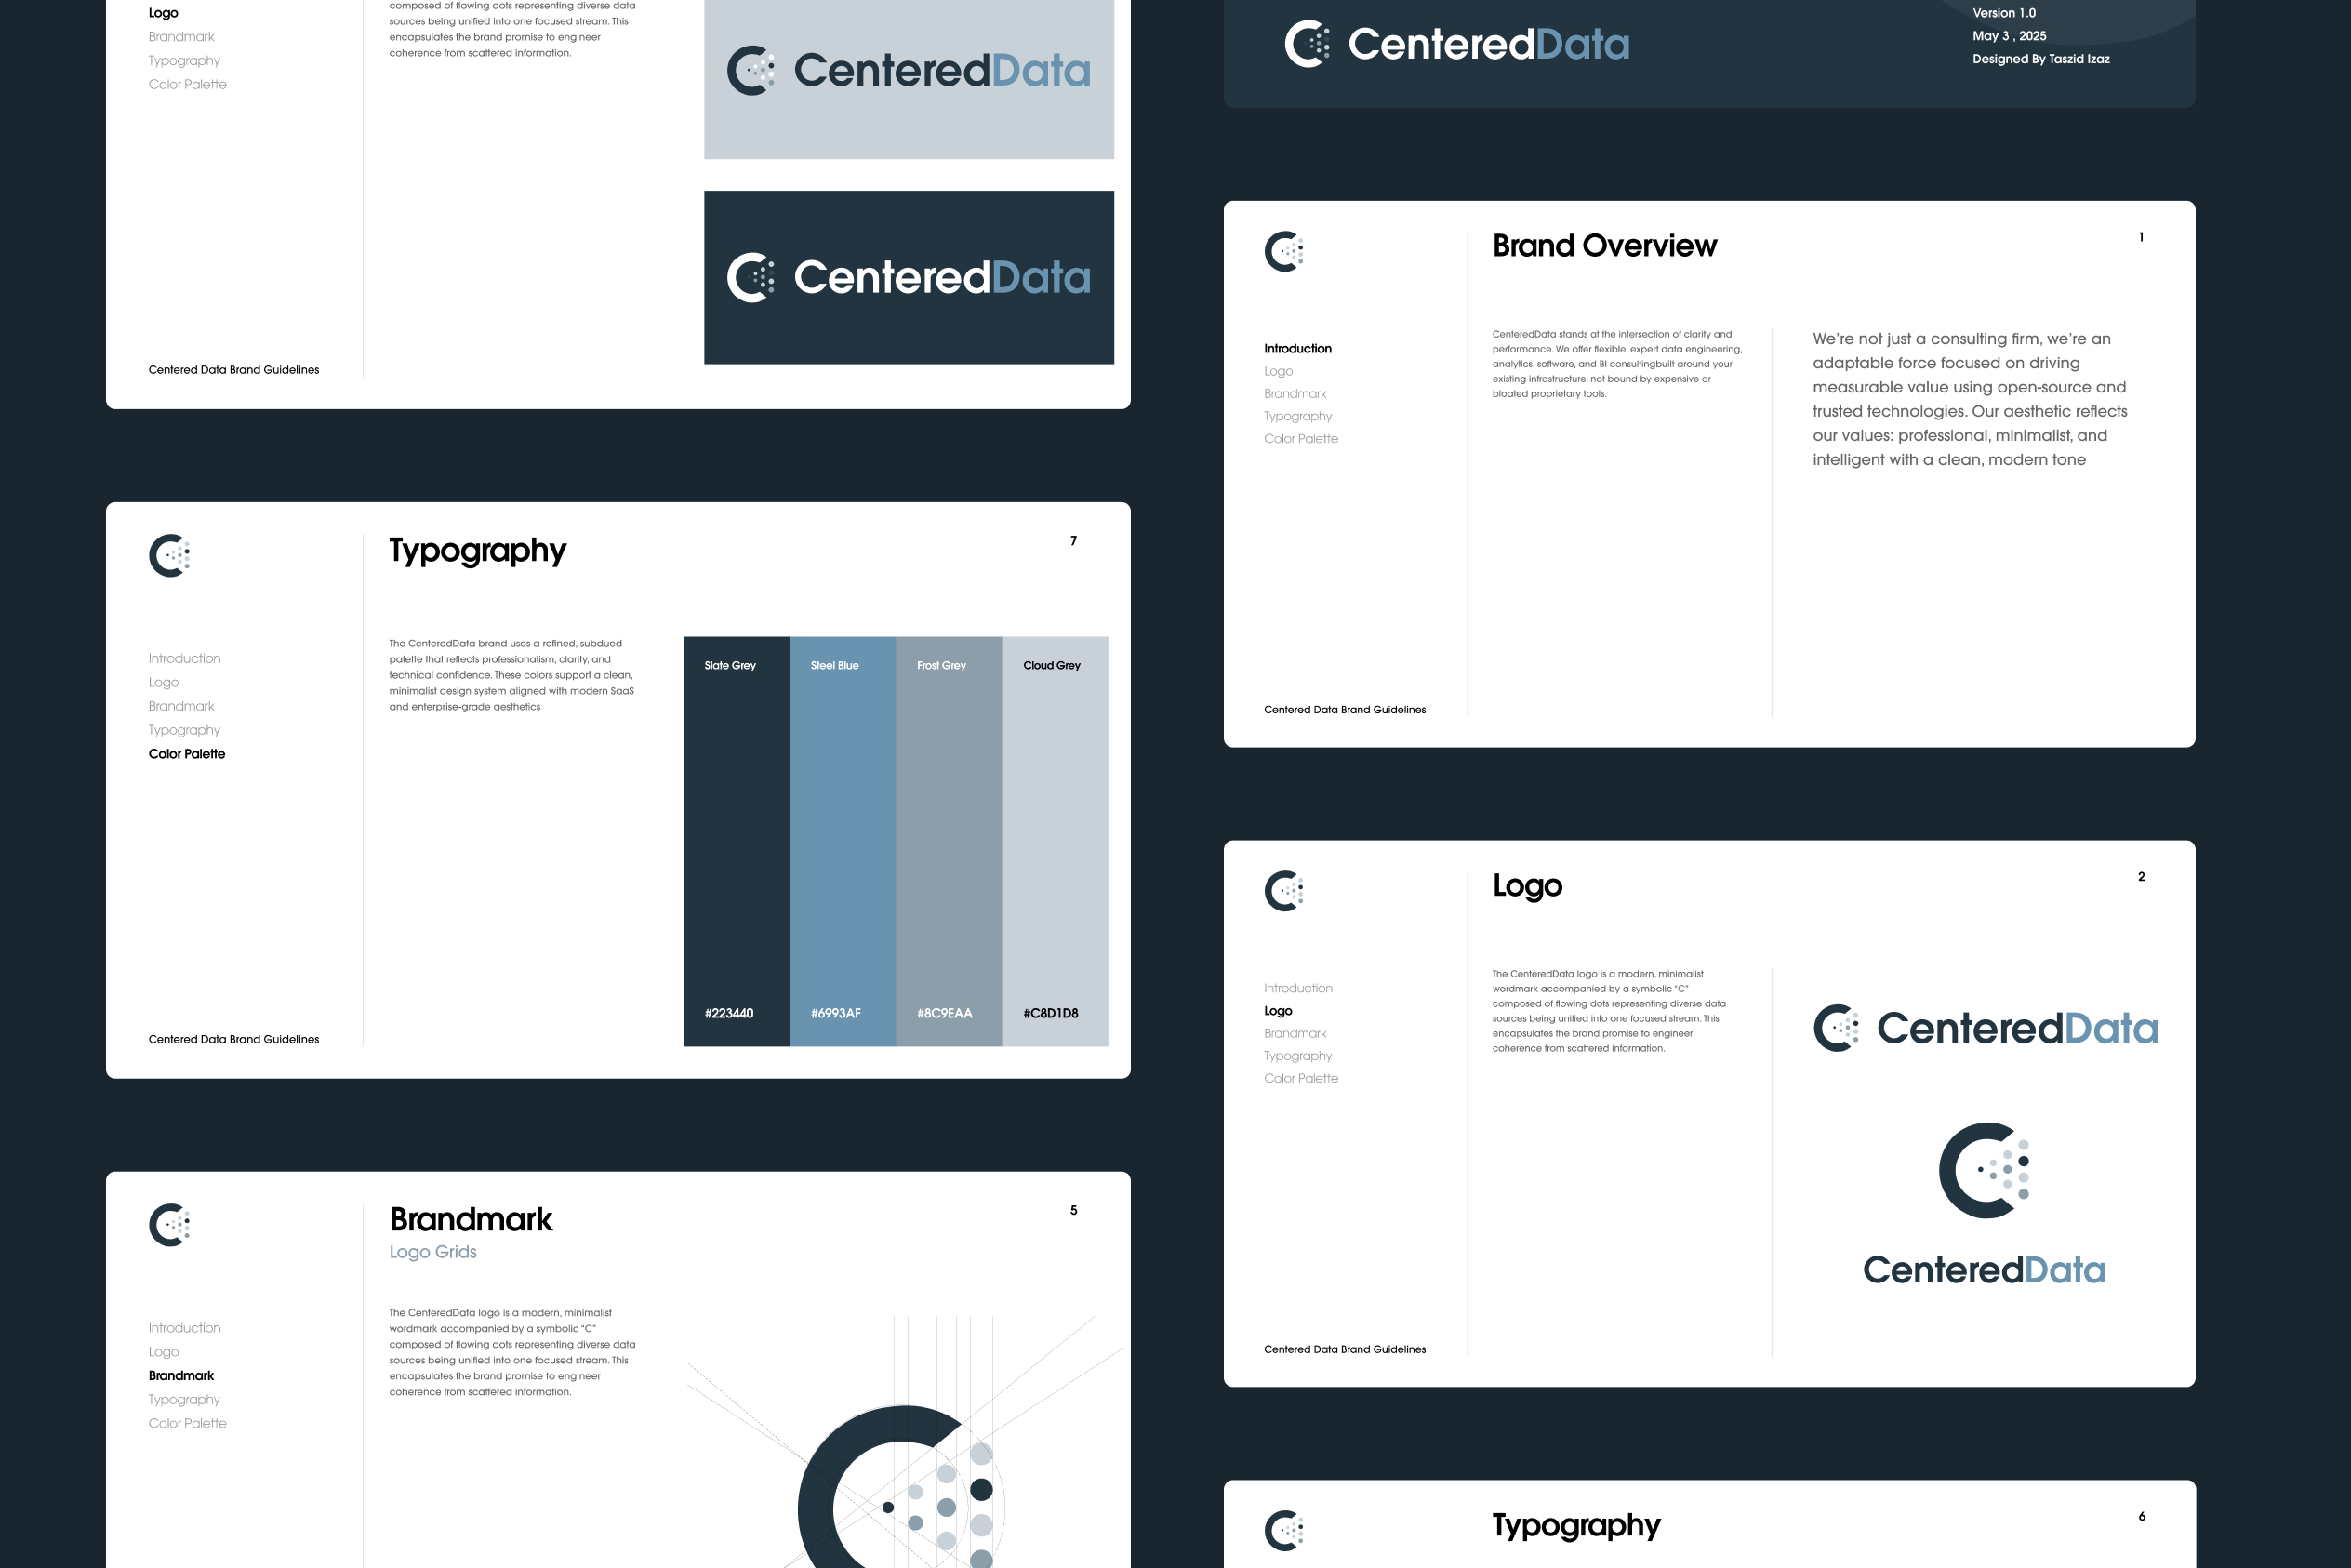 Logo
Brandmark
Typography
Color Palette
composed of flowing dots representing diverse data
sources being unified into one focused stream. This
encapsulates the brand promise to engineer
coherence from scattered information.
CenteredData
CenteredData
Centered Data Brand Guidelines
Typography
7
Introduction
Logo
Brandmark
Typography
Color Palette
The CenteredData brand uses a refined, subdued
palette that reflects professionalism, clarity, and
technical confidence. These colors support a clean,
minimalist design system aligned with modern SaaS
and enterprise-grade aesthetics
Slate Grey
Steel Blue
Frost Grey
Cloud Grey
#223440
#6993AF
#8C9EAA
#C8D1D8
Centered Data Brand Guidelines
Brandmark
Logo Grids
5
Introduction
Logo
Brandmark
Typography
Color Palette
The CenteredData logo is a modern, minimalist
wordmark accompanied by a symbolic “C”
composed of flowing dots representing diverse data
sources being unified into one focused stream. This
encapsulates the brand promise to engineer
coherence from scattered information.
CenteredData
Version 1.0
May 3 , 2025
Designed By Taszid Izaz
Brand Overview
1
Introduction
Logo
Brandmark
Typography
Color Palette
CenteredData stands at the intersection of clarity and
performance. We offer flexible, expert data engineering,
analytics, software, and BI consultingbuilt around your
existing infrastructure, not bound by expensive or
bloated proprietary tools.
We’re not just a consulting firm, we’re an
adaptable force focused on driving
measurable value using open-source and
trusted technologies. Our aesthetic reflects
our values: professional, minimalist, and
intelligent with a clean, modern tone
Centered Data Brand Guidelines
Logo
2
Introduction
Logo
Brandmark
Typography
Color Palette
The CenteredData logo is a modern, minimalist
wordmark accompanied by a symbolic “C”
composed of flowing dots representing diverse data
sources being unified into one focused stream. This
encapsulates the brand promise to engineer
coherence from scattered information.
CenteredData
CenteredData
Centered Data Brand Guidelines
Typography
6